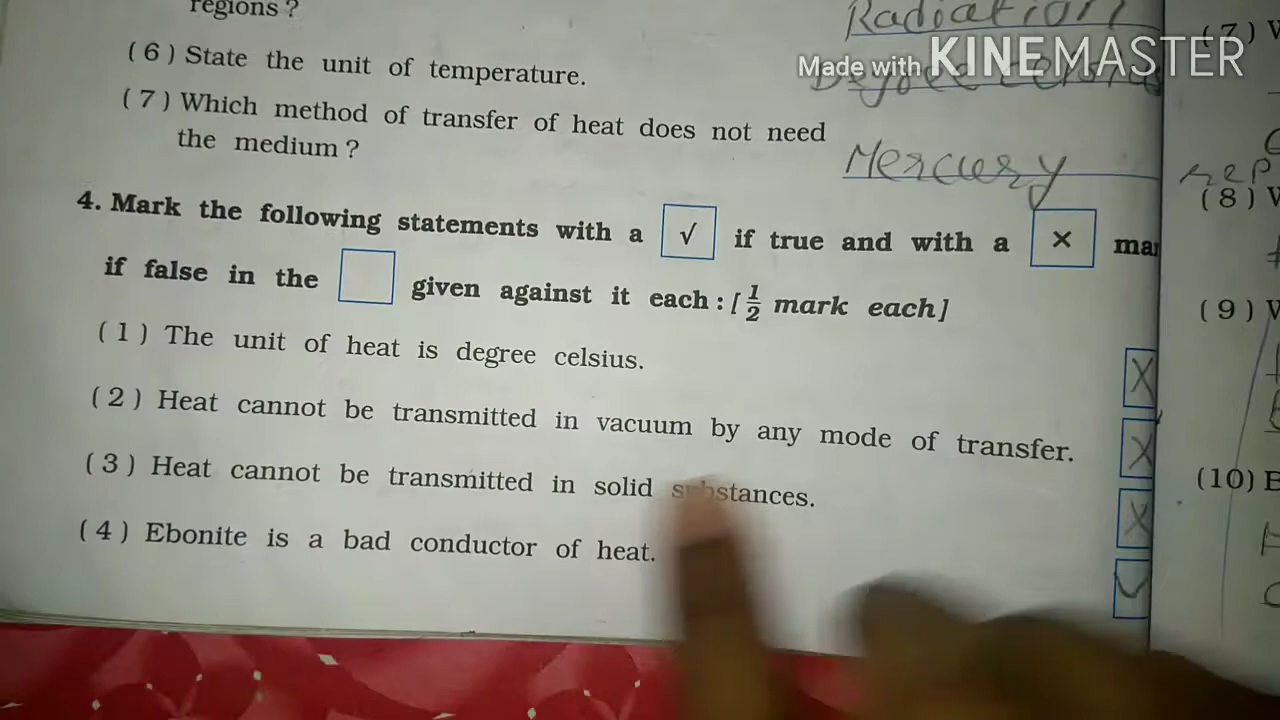 regions ?
Radiation
( 6 ) State the unit of temperature.
Made with KINEMASTER
( 7 ) Which method of transfer of heat does not need
the medium ?
Mercury
4. Mark the following statements with a √ if true and with a × mar
if false in the given against it each : [ 1/2 mark each]
( 1 ) The unit of heat is degree celsius. X
( 2 ) Heat cannot be transmitted in vacuum by any mode of transfer. X
( 3 ) Heat cannot be transmitted in solid substances. X
( 4 ) Ebonite is a bad conductor of heat. ✓
( 7 )
( 8 )
( 9 )
(10)